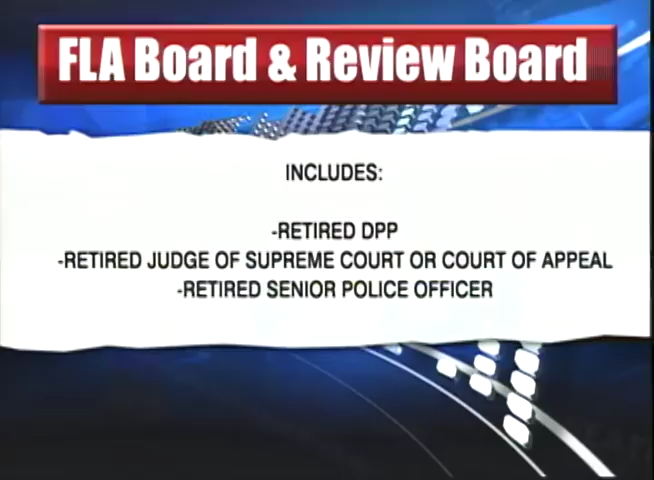 FLA Board & Review Board
INCLUDES:
-RETIRED DPP
-RETIRED JUDGE OF SUPREME COURT OR COURT OF APPEAL
-RETIRED SENIOR POLICE OFFICER